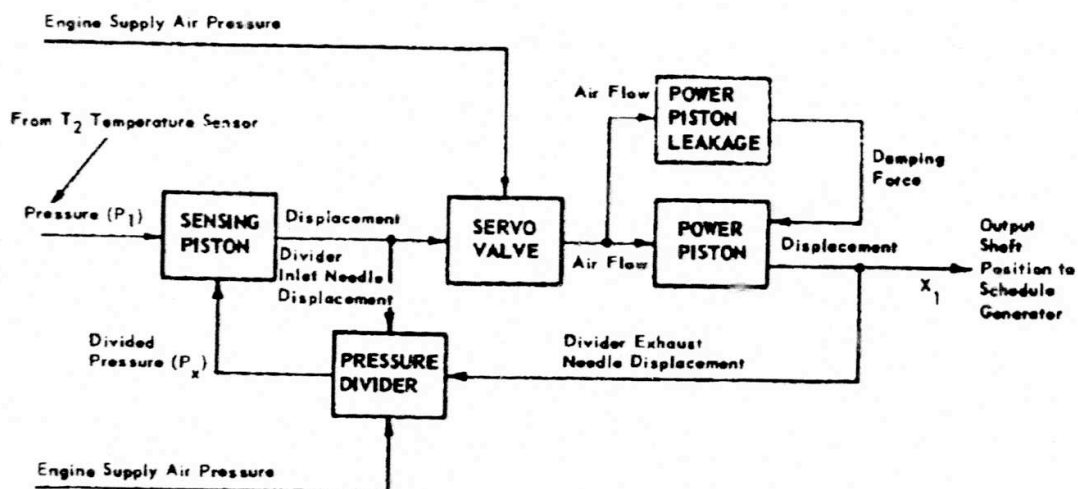 Engine Supply Air Pressure
From T2 Temperature Sensor
Pressure (P1)
SENSING
PISTON
Displacement
Divider
Inlet Needle
Displacement
SERVO
VALVE
Air Flow
POWER
PISTON
LEAKAGE
Damping
Force
Air Flow
POWER
PISTON
Displacement
X1
Output
Shaft
Position to
Schedule
Generator
Divided
Pressure (Px)
PRESSURE
DIVIDER
Divider Exhaust
Needle Displacement
Engine Supply Air Pressure